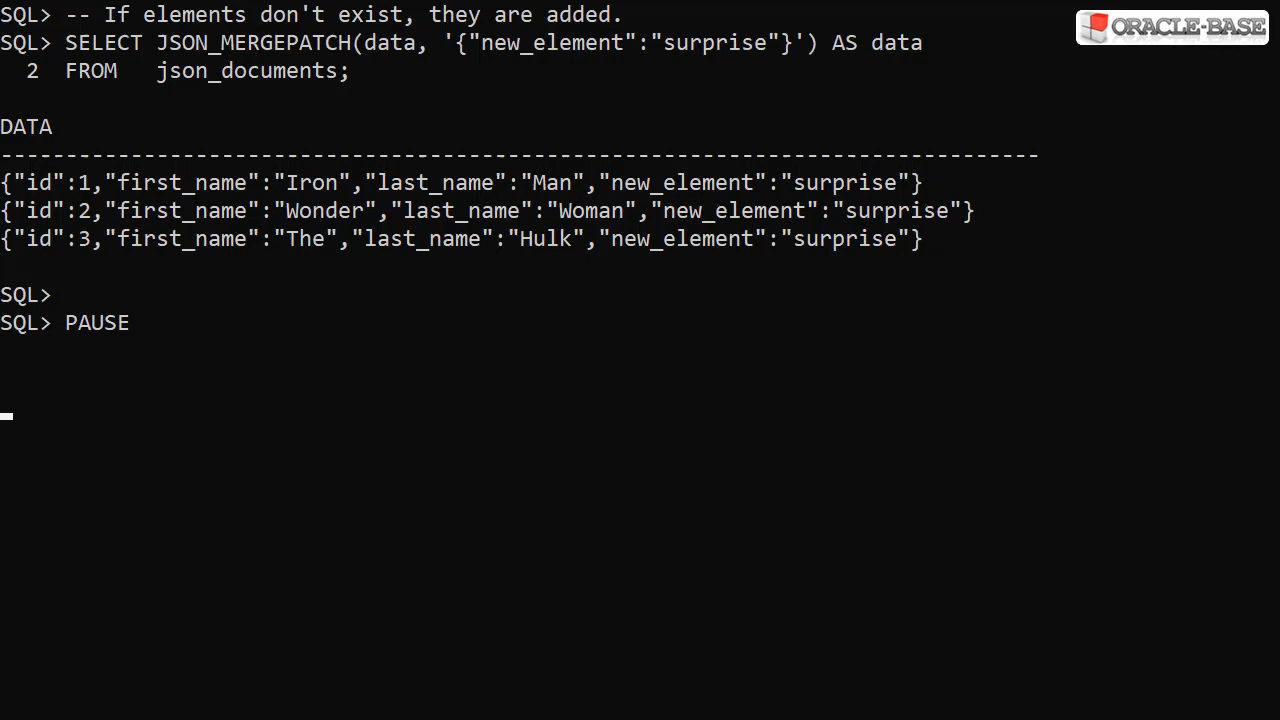 SQL> -- If elements don't exist, they are added.
ORACLE-BASE
SQL> SELECT JSON_MERGEPATCH(data, '{"new_element":"surprise"}') AS data
  2  FROM   json_documents;
DATA
--------------------------------------------------------------------------------
{"id":1,"first_name":"Iron","last_name":"Man","new_element":"surprise"}
{"id":2,"first_name":"Wonder","last_name":"Woman","new_element":"surprise"}
{"id":3,"first_name":"The","last_name":"Hulk","new_element":"surprise"}
SQL>
SQL> PAUSE